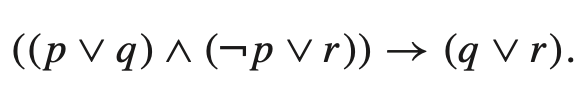 ((p ∨ q) ∧ (¬p ∨ r)) → (q ∨ r).